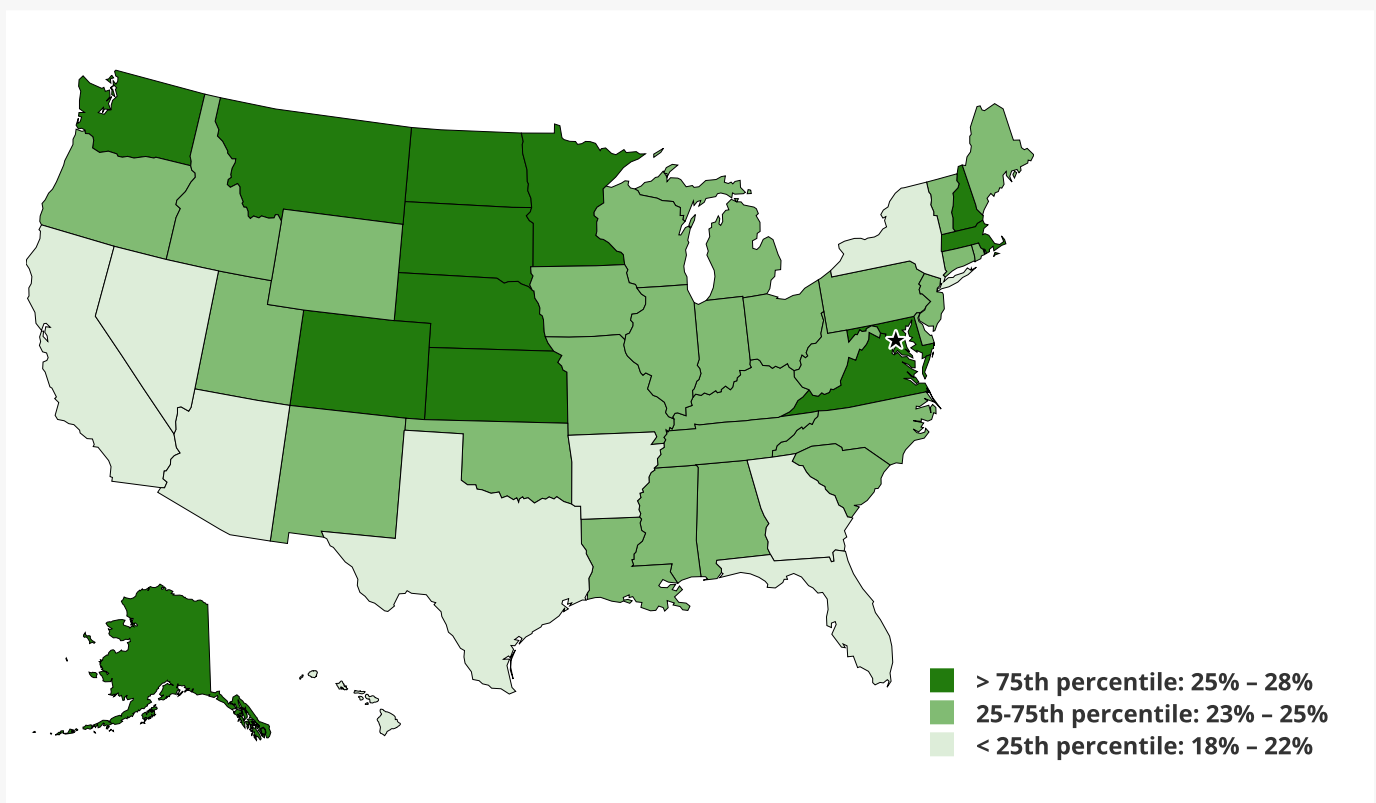 > 75th percentile: 25% – 28%
25-75th percentile: 23% – 25%
< 25th percentile: 18% – 22%